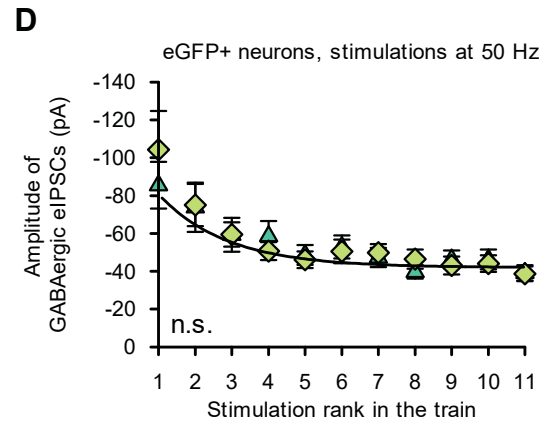 D
eGFP+ neurons, stimulations at 50 Hz
Amplitude of
GABAergic eIPSCs (pA)
-140
-120
-100
-80
-60
-40
-20
0
n.s.
1 2 3 4 5 6 7 8 9 10 11
Stimulation rank in the train